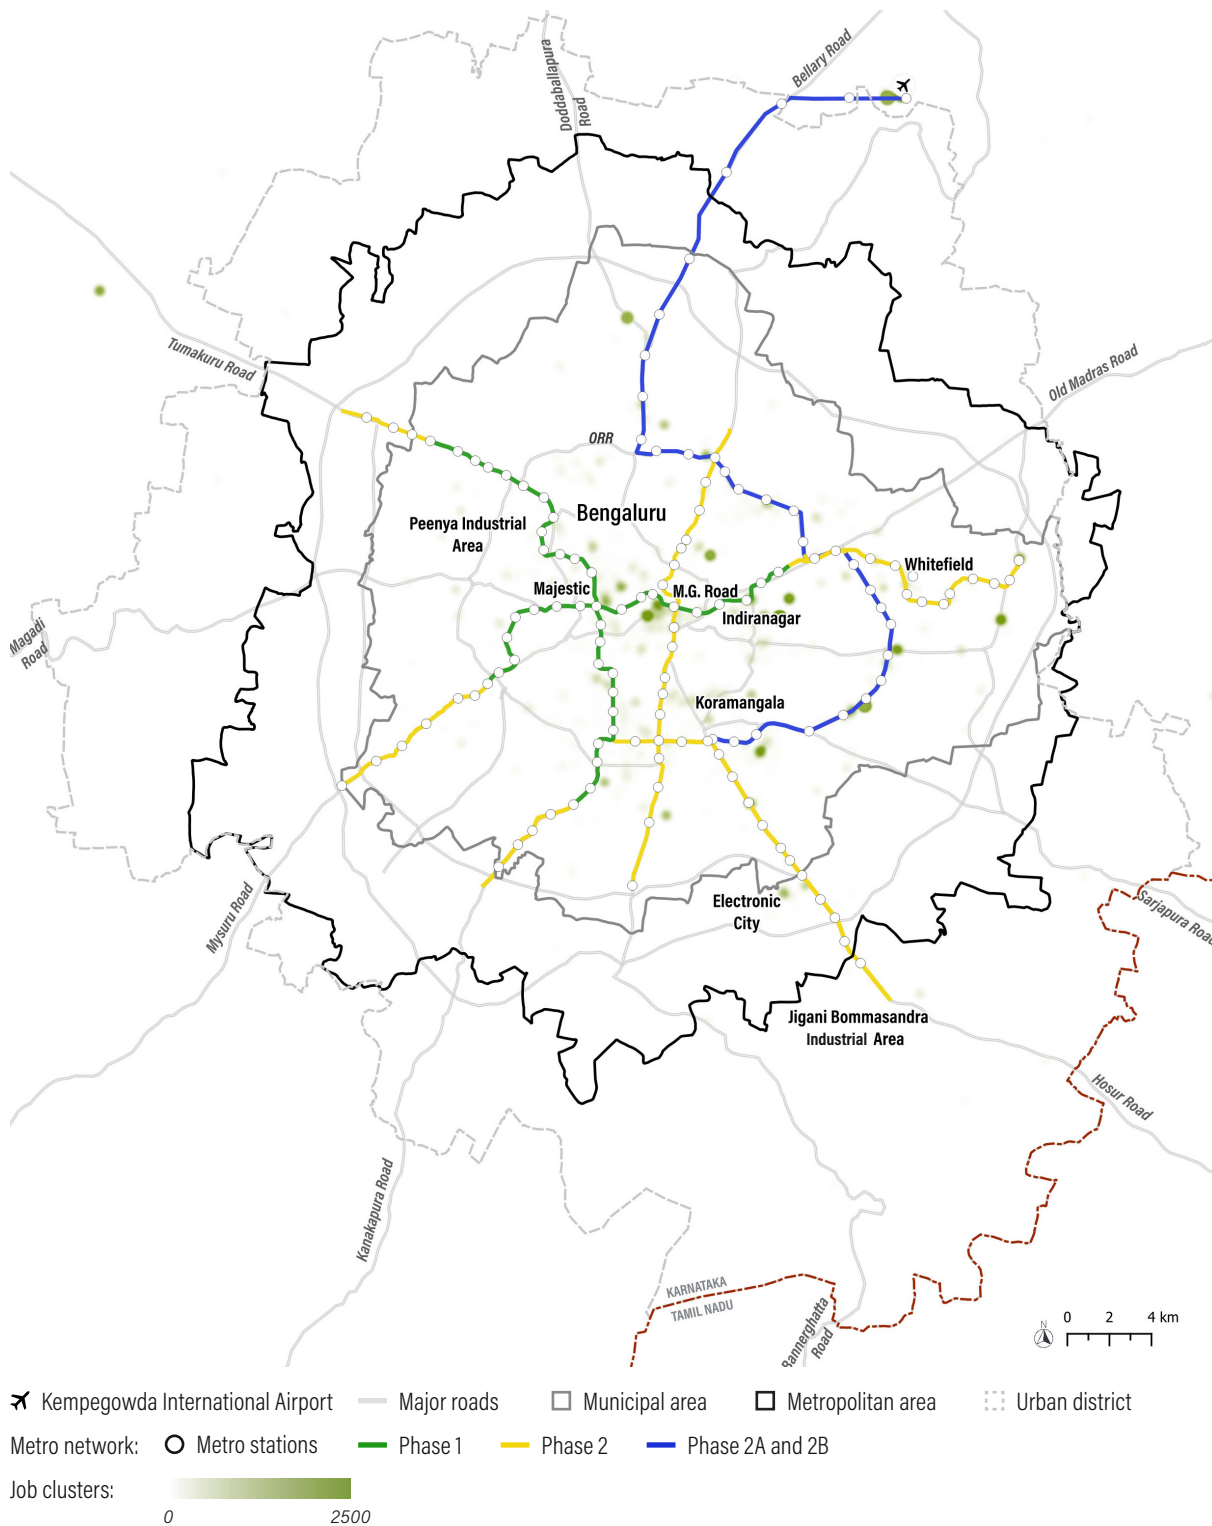 Bellary Road
Doddaballapura
Road
Tumakuru Road
Old Madras Road
ORR
Peenya Industrial
Area
Bengaluru
Whitefield
Majestic
M.G. Road
Indiranagar
Magadi
Road
Koramangala
Mysuru Road
Electronic
City
Sarjapura Road
Jigani Bommasandra
Industrial Area
Hosur Road
Kanakapura Road
KARNATAKA
TAMIL NADU
Bannerghatta
Road
N
0 2 4 km
Kempegowda International Airport Major roads Municipal area Metropolitan area Urban district
Metro network: Metro stations Phase 1 Phase 2 Phase 2A and 2B
Job clusters:
0 2500